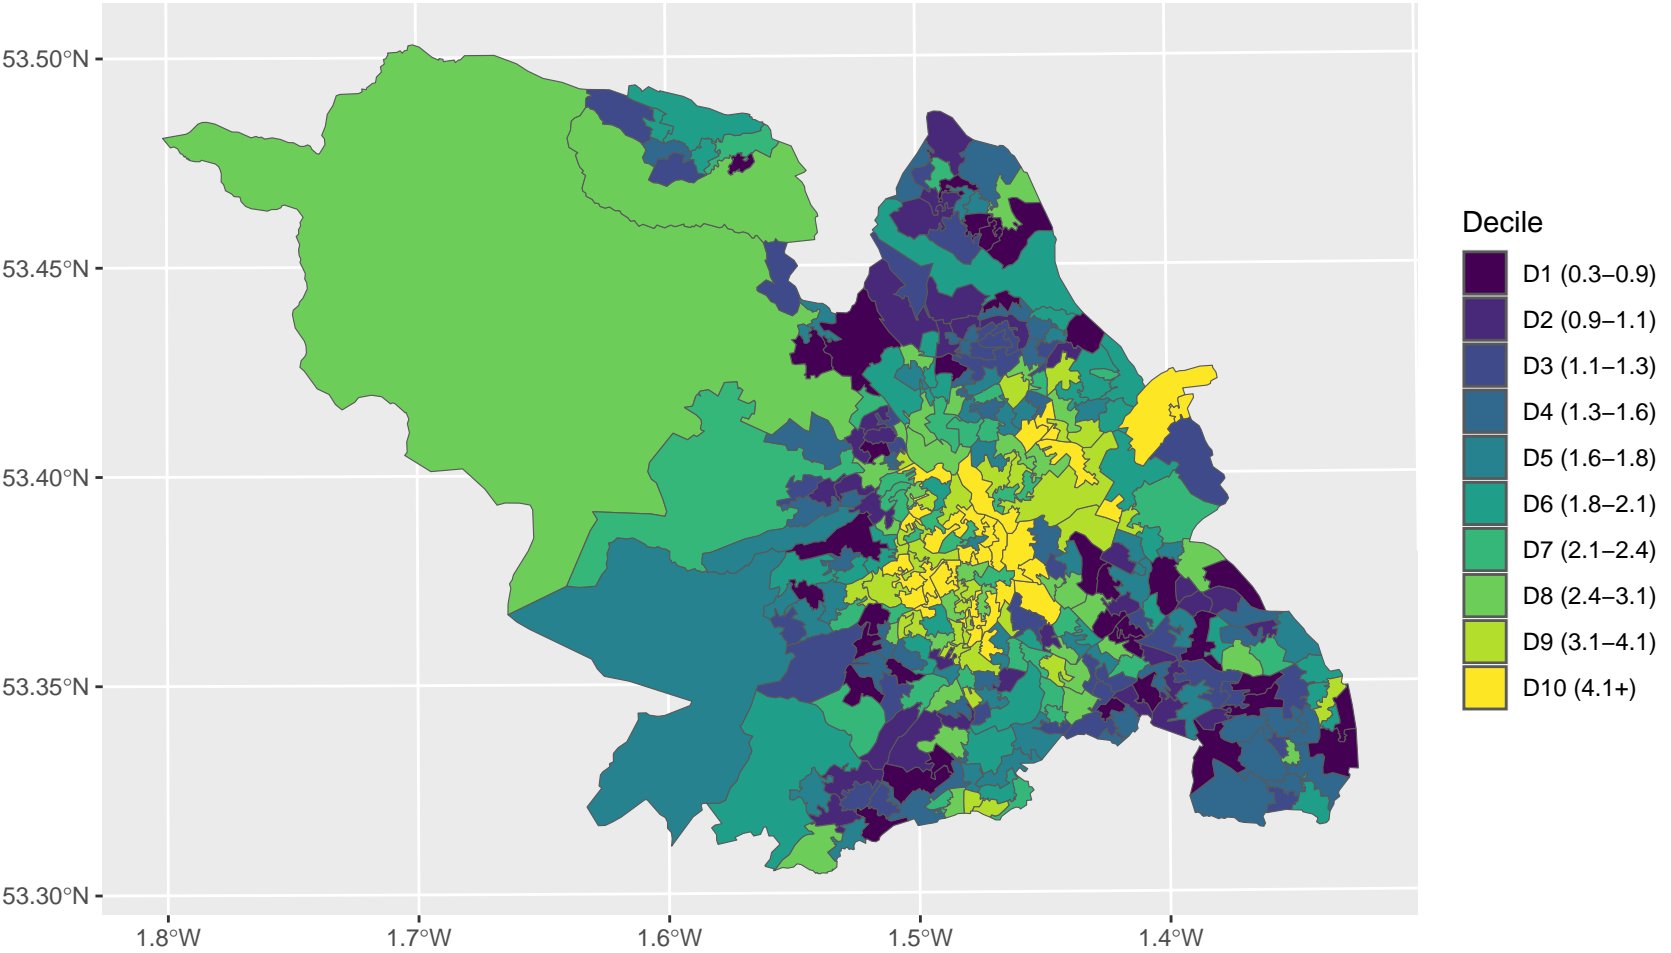 53.50°N
53.45°N
53.40°N
53.35°N
53.30°N
1.8°W
1.7°W
1.6°W
1.5°W
1.4°W
Decile
D1 (0.3–0.9)
D2 (0.9–1.1)
D3 (1.1–1.3)
D4 (1.3–1.6)
D5 (1.6–1.8)
D6 (1.8–2.1)
D7 (2.1–2.4)
D8 (2.4–3.1)
D9 (3.1–4.1)
D10 (4.1+)